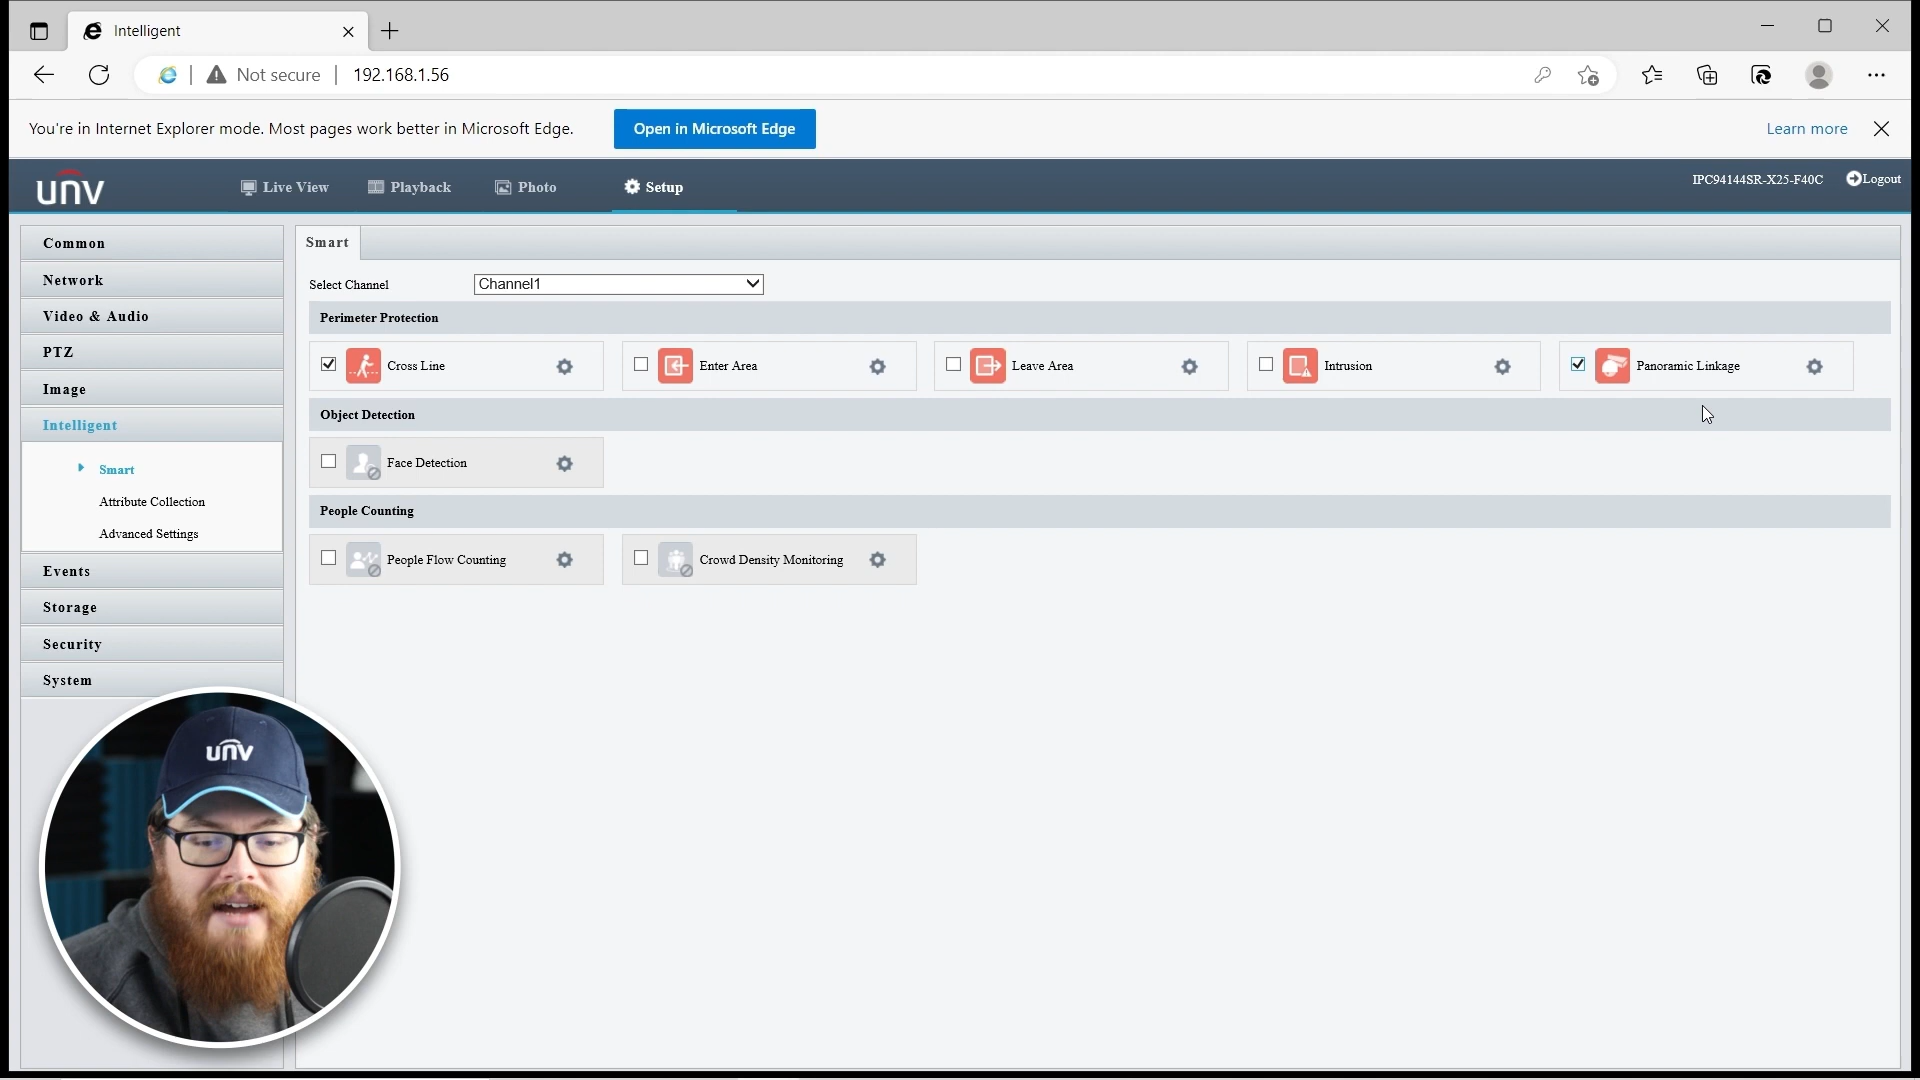 Intelligent
Not secure
192.168.1.56
You're in Internet Explorer mode. Most pages work better in Microsoft Edge.
Open in Microsoft Edge
Learn more
unv
Live View
Playback
Photo
Setup
IPC94144SR-X25-F40C
Logout
Common
Network
Video & Audio
PTZ
Image
Intelligent
Smart
Attribute Collection
Advanced Settings
Events
Storage
Security
System
Smart
Select Channel
Channel1
Perimeter Protection
Cross Line
Enter Area
Leave Area
Intrusion
Panoramic Linkage
Object Detection
Face Detection
People Counting
People Flow Counting
Crowd Density Monitoring
unv